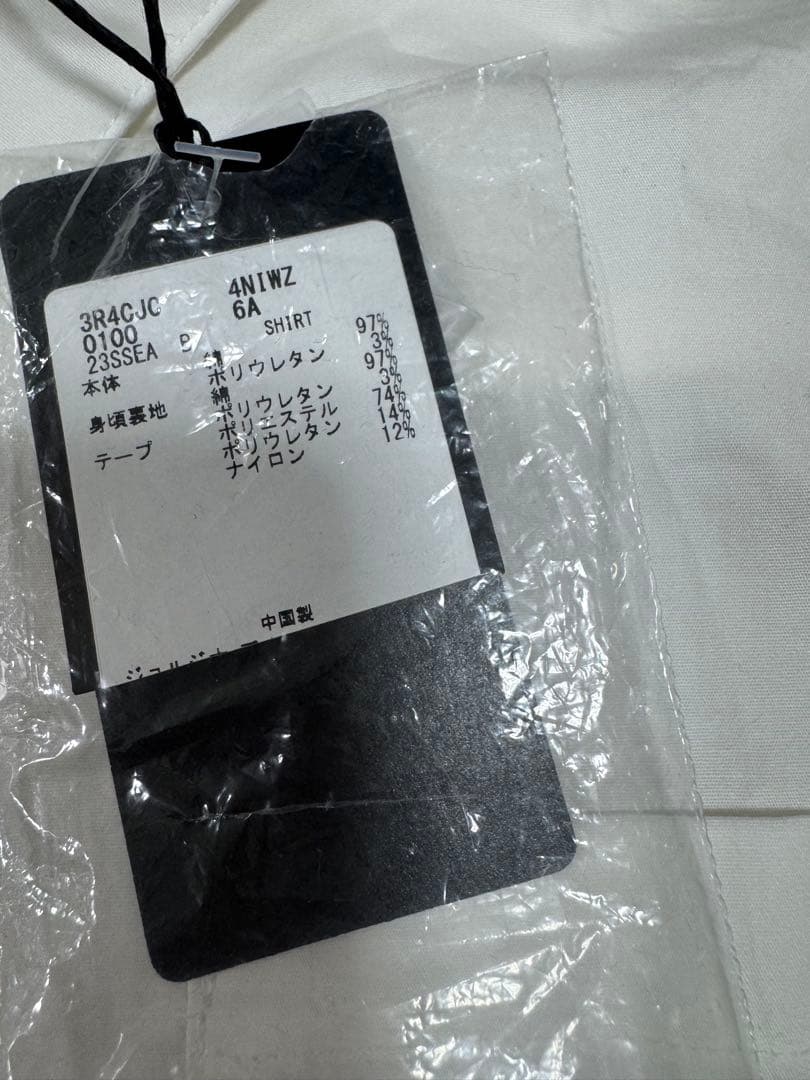 3R4CJC 4NIWZ
0100 6A
23SSEA B SHIRT
本体 綿 97%
ポリウレタン 3%
身頃裏地 綿 97%
ポリウレタン 3%
テープ ポリエステル 74%
ポリウレタン 14%
ナイロン 12%
中国製